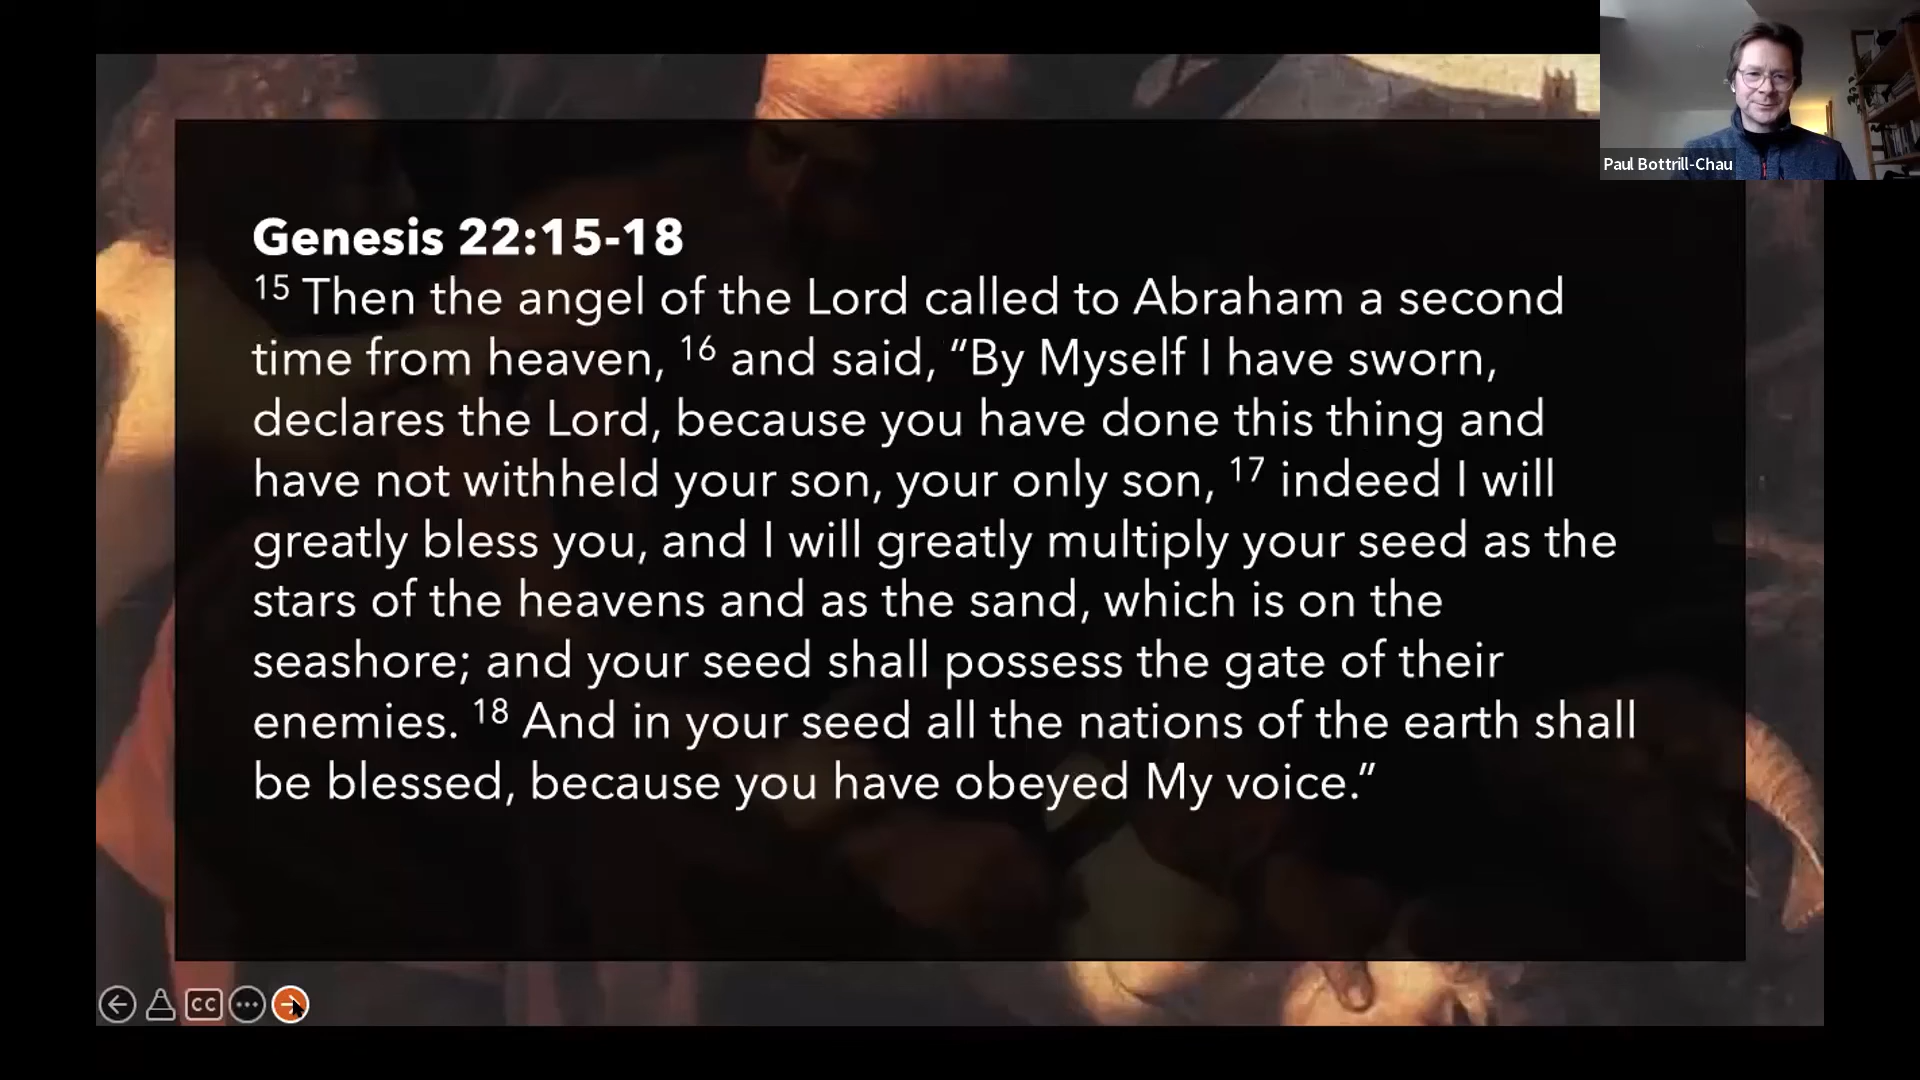 Paul Bottrill-Chau
Genesis 22:15-18
15 Then the angel of the Lord called to Abraham a second
time from heaven, 16 and said, “By Myself I have sworn,
declares the Lord, because you have done this thing and
have not withheld your son, your only son, 17 indeed I will
greatly bless you, and I will greatly multiply your seed as the
stars of the heavens and as the sand, which is on the
seashore; and your seed shall possess the gate of their
enemies. 18 And in your seed all the nations of the earth shall
be blessed, because you have obeyed My voice.”
CC